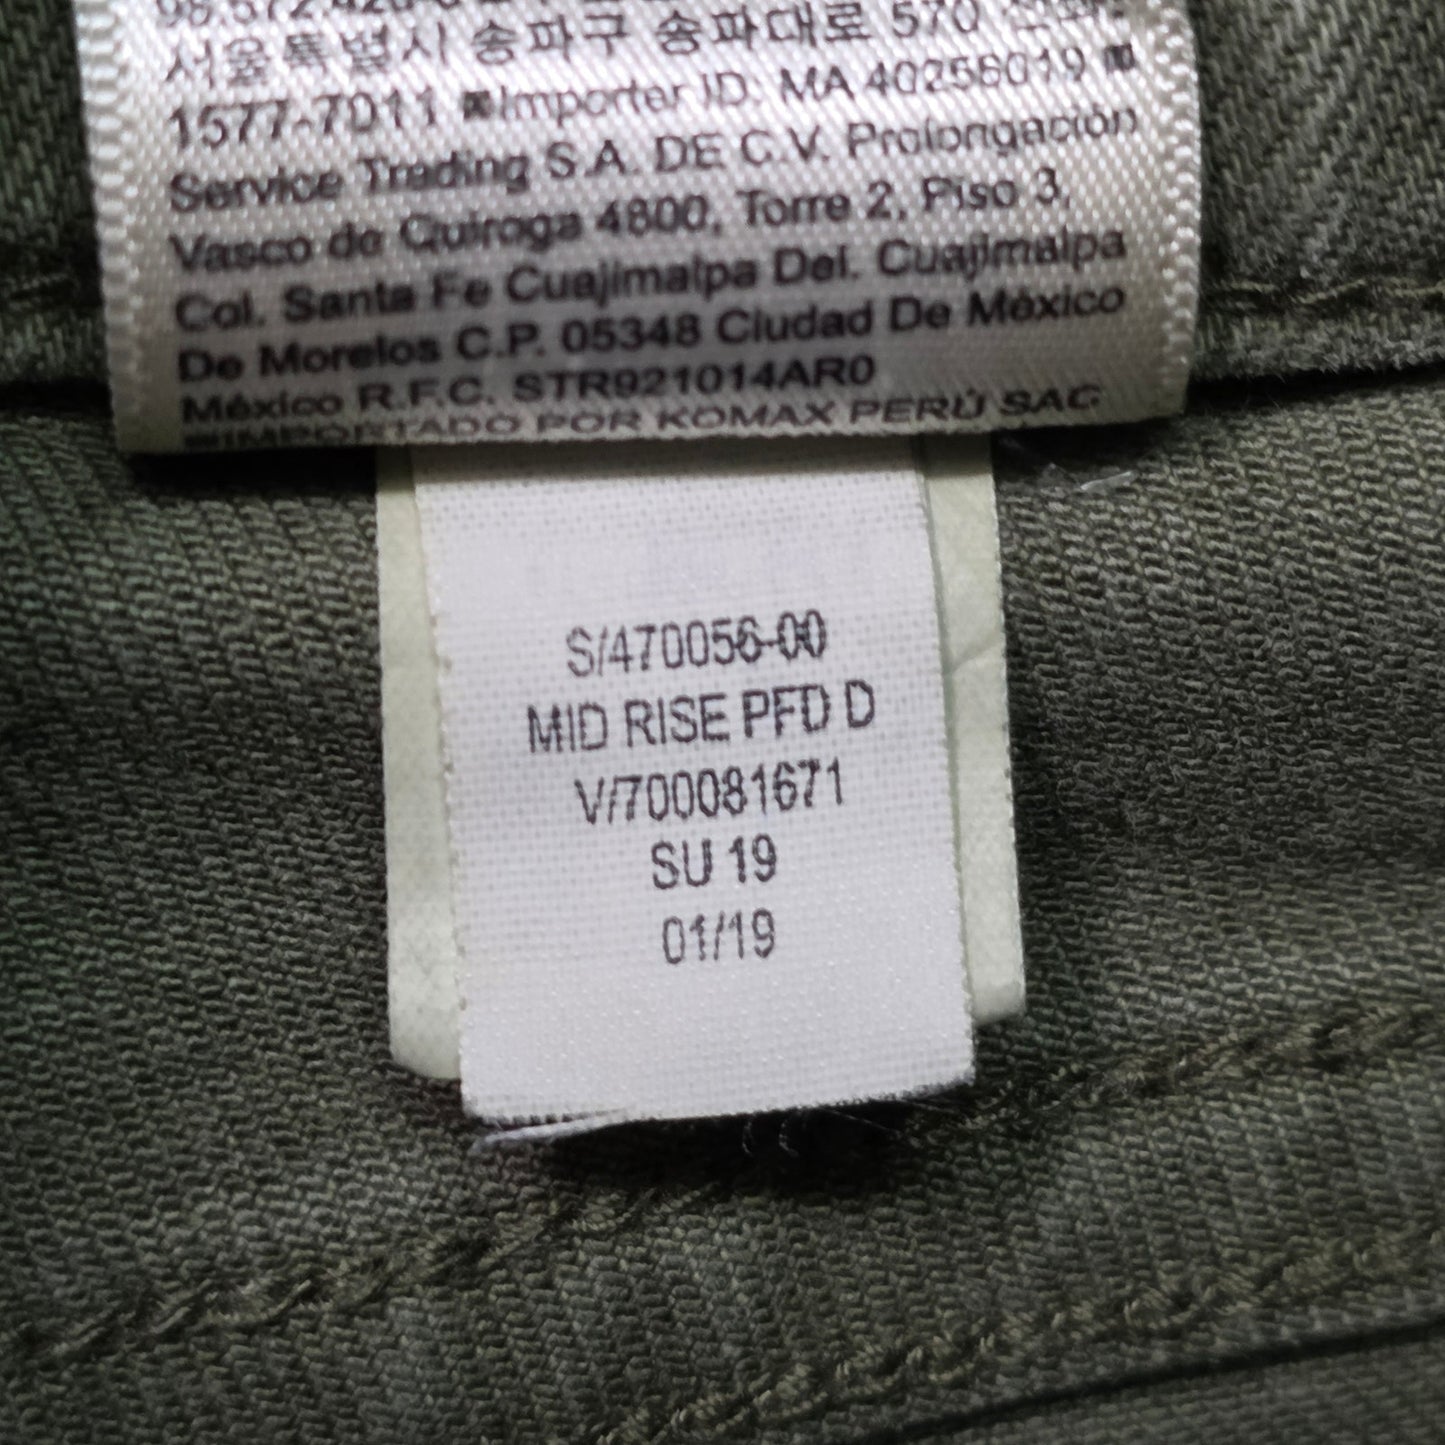 서울특별시 송파구 송파대로 570
1577-7011 ■Importer ID: MA 40256019 ■
Service Trading S.A. DE C.V. Prolongación
Vasco de Quiroga 4800, Torre 2, Piso 3,
Col. Santa Fe Cuajimalpa Del. Cuajimalpa
De Morelos C.P. 05348 Ciudad De México
México R.F.C. STR921014AR0
■IMPORTADO POR KOMAX PERÚ SAC
S/470056-00
MID RISE PFD D
V/700081671
SU 19
01/19